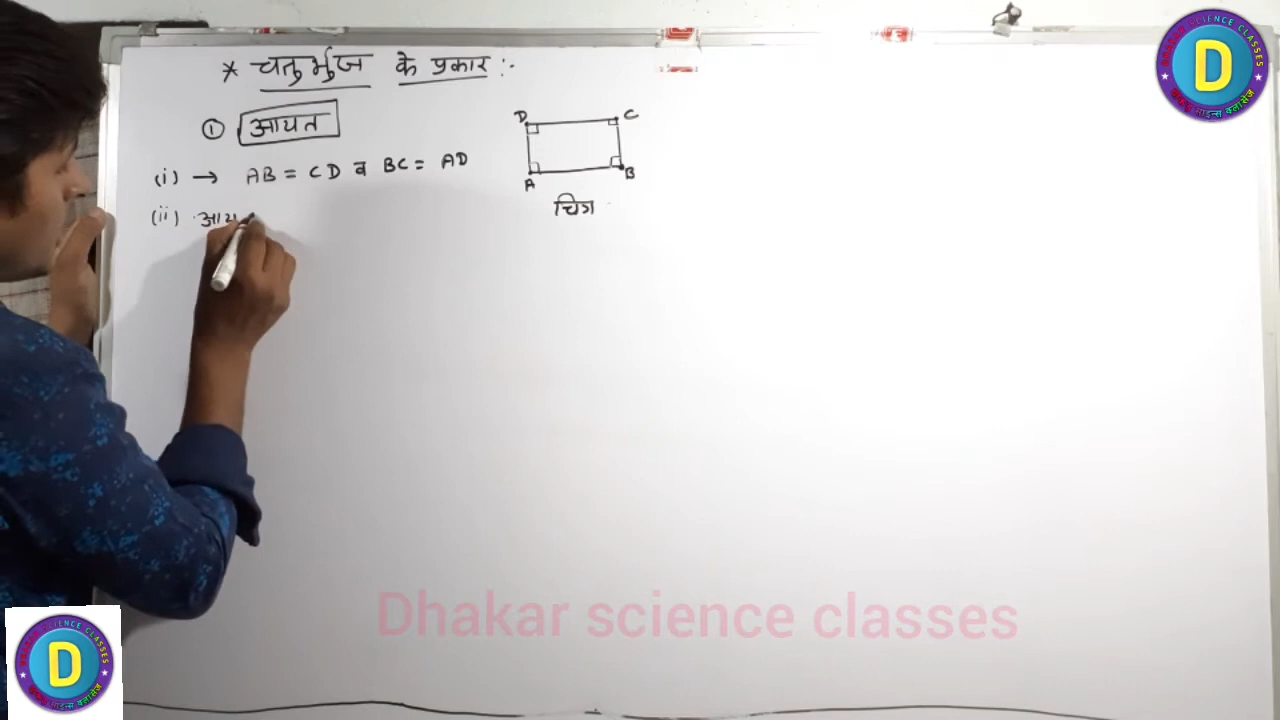 * चतुर्भुज के प्रकार :-
① आयत
(i) → AB = CD व BC = AD
(ii) आय
D C
A B
चित्र
Dhakar science classes
D
D